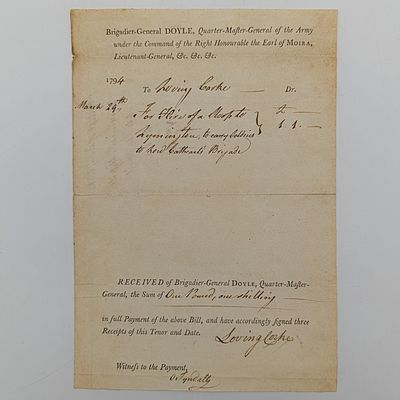 Brigadier-General DOYLE, Quarter-Master-General of the Army
under the Command of the Right Honourable the Earl of MOIRA,
Lieutenant-General, &c. &c. &c.
1794
To Loving Corke — Dr.
March 29th
For Hire of a Sloop to £
Lymington, to carry Soldiers 1 . 1 . —
to Lord Cathcart's Brigade
RECEIVED of Brigadier-General DOYLE, Quarter-Master-
General, the Sum of One Pound, one shilling
in full Payment of the above Bill, and have accordingly signed three
Receipts of this Tenor and Date.
Loving Corke
Witness to the Payment,